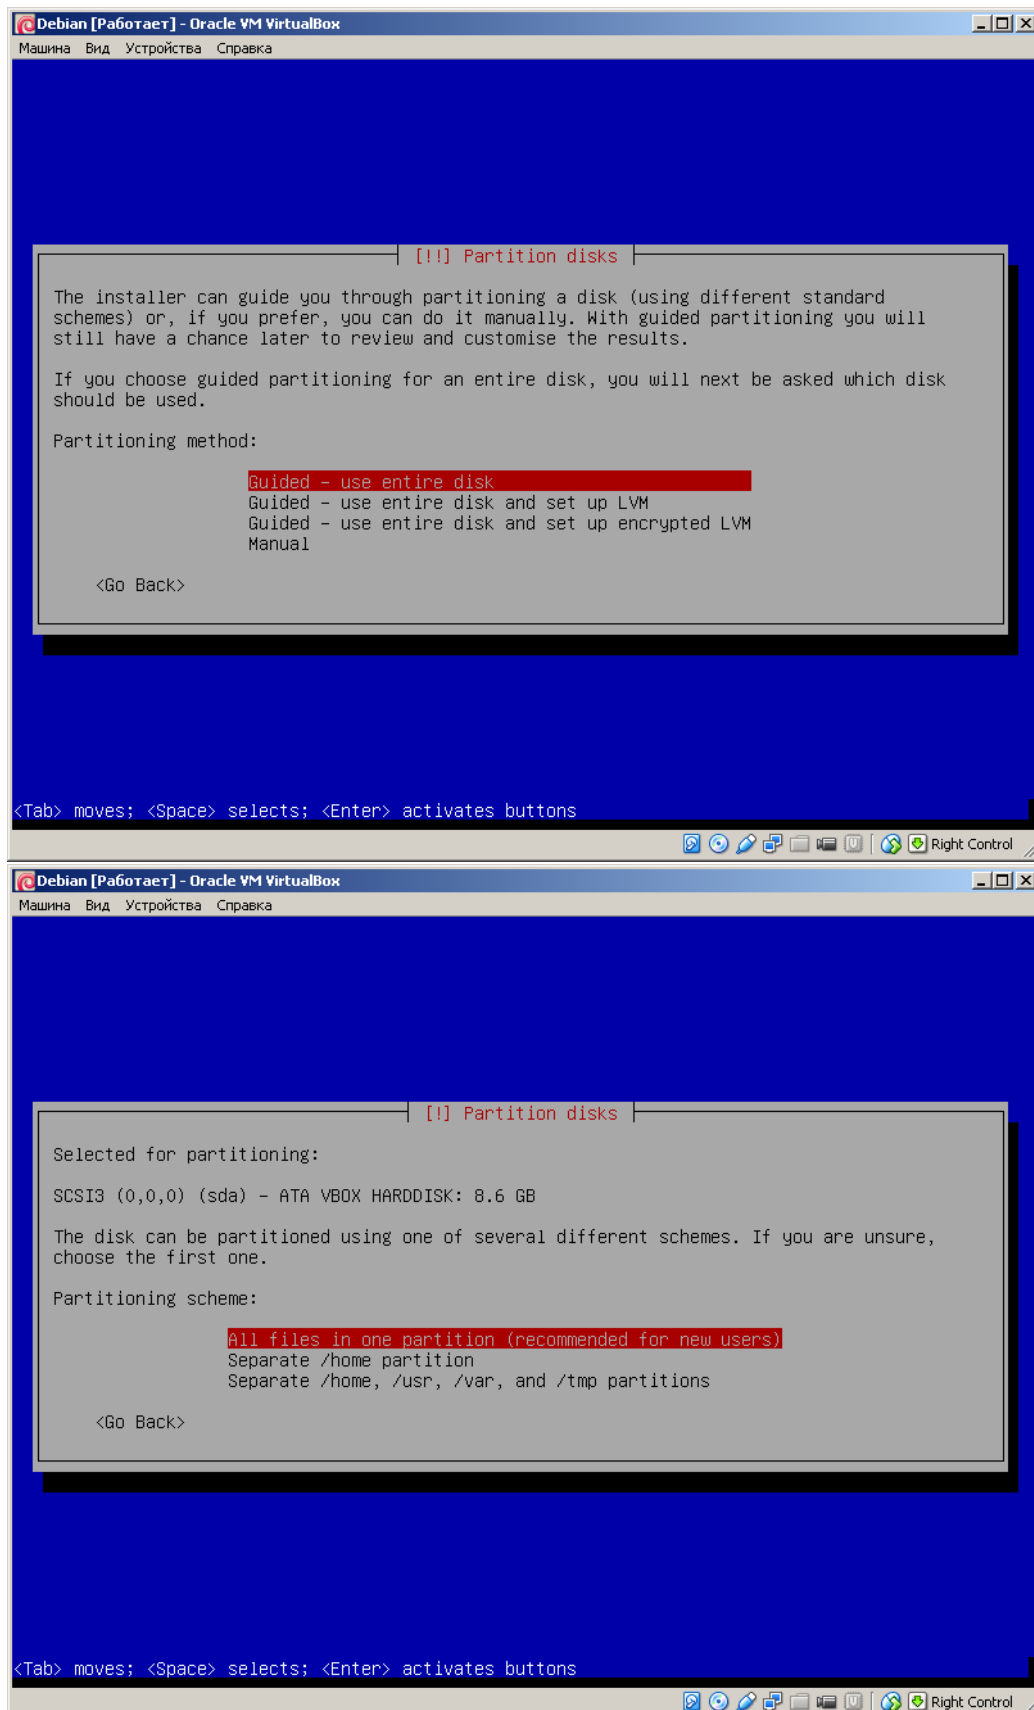 Debian [Работает] - Oracle VM VirtualBox
Машина Вид Устройства Справка
[!!] Partition disks
The installer can guide you through partitioning a disk (using different standard
schemes) or, if you prefer, you can do it manually. With guided partitioning you will
still have a chance later to review and customise the results.
If you choose guided partitioning for an entire disk, you will next be asked which disk
should be used.
Partitioning method:
Guided - use entire disk
Guided - use entire disk and set up LVM
Guided - use entire disk and set up encrypted LVM
Manual
<Go Back>
<Tab> moves; <Space> selects; <Enter> activates buttons
Right Control
Debian [Работает] - Oracle VM VirtualBox
Машина Вид Устройства Справка
[!] Partition disks
Selected for partitioning:
SCSI3 (0,0,0) (sda) - ATA VBOX HARDDISK: 8.6 GB
The disk can be partitioned using one of several different schemes. If you are unsure,
choose the first one.
Partitioning scheme:
All files in one partition (recommended for new users)
Separate /home partition
Separate /home, /usr, /var, and /tmp partitions
<Go Back>
<Tab> moves; <Space> selects; <Enter> activates buttons
Right Control